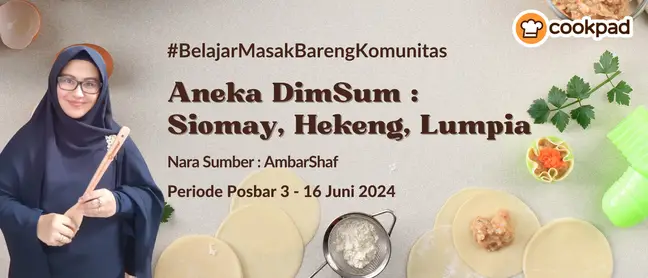 cookpad
#BelajarMasakBarengKomunitas
Aneka DimSum :
Siomay, Hekeng, Lumpia
Nara Sumber : AmbarShaf
Periode Posbar 3 - 16 Juni 2024